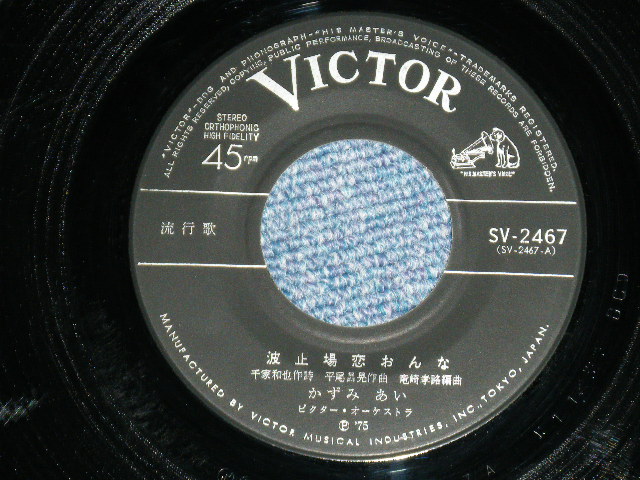 "VICTOR"-DOG AND PHONOGRAPH-"HIS MASTER'S VOICE"-TRADEMARKS REGISTERED.
ALL RIGHTS RESERVED, COPYING, PUBLIC PERFORMANCE, BROADCASTING OF THESE RECORDS ARE FORBIDDEN.
VICTOR
STEREO
ORTHOPHONIC
HIGH FIDELITY
45rpm
"HIS MASTER'S VOICE"
流行歌
SV-2467
(SV-2467-A)
波止場恋おんな
千家和也作詩 平尾昌晃作曲 竜崎孝路編曲
かずみ あい
ビクター・オーケストラ
Ⓟ '75
MANUFACTURED BY VICTOR MUSICAL INDUSTRIES, INC., TOKYO, JAPAN.